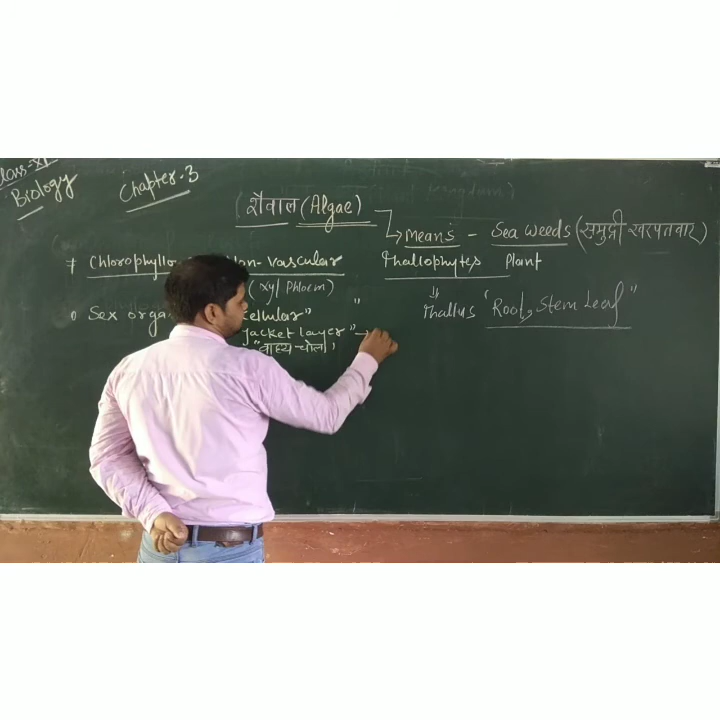 Class-XI
Biology
Chapter-3
शैवाल (Algae)
Means - Sea weeds (समुद्री खरपतवार)
Chlorophyllo Non-vascular Thallophytes Plant
(xyl Phloem)
Thallus "Root, Stem Leaf"
Sex orga cellular"
Jacket layer" →
"वाह्य-चोल"